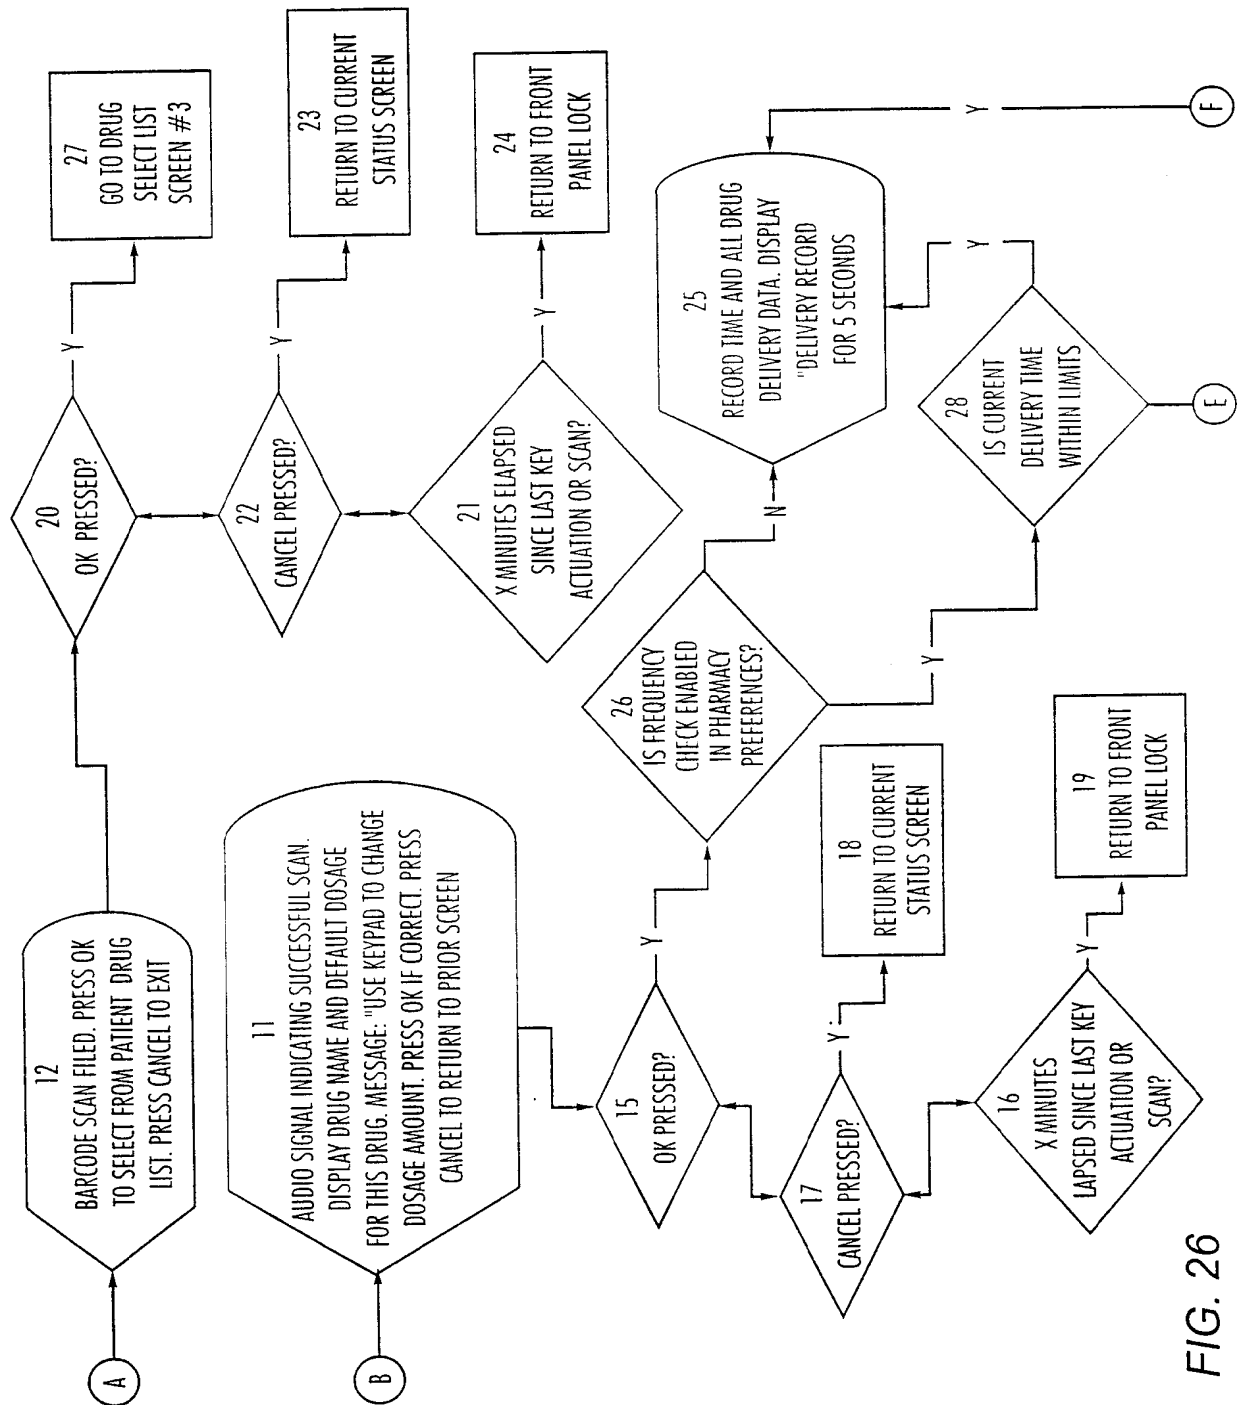 A
12
BARCODE SCAN FILED. PRESS OK
TO SELECT FROM PATIENT DRUG
LIST. PRESS CANCEL TO EXIT
20
OK PRESSED?
Y
27
GO TO DRUG
SELECT LIST
SCREEN #3
22
CANCEL PRESSED?
Y
23
RETURN TO CURRENT
STATUS SCREEN
21
X MINUTES ELAPSED
SINCE LAST KEY
ACTUATION OR SCAN?
Y
24
RETURN TO FRONT
PANEL LOCK
B
11
AUDIO SIGNAL INDICATING SUCCESSFUL SCAN.
DISPLAY DRUG NAME AND DEFAULT DOSAGE
FOR THIS DRUG. MESSAGE: "USE KEYPAD TO CHANGE
DOSAGE AMOUNT. PRESS OK IF CORRECT. PRESS
CANCEL TO RETURN TO PRIOR SCREEN
15
OK PRESSED?
Y
26
IS FREQUENCY
CHECK ENABLED
IN PHARMACY
PREFERENCES?
N
Y
25
RECORD TIME AND ALL DRUG
DELIVERY DATA. DISPLAY
"DELIVERY RECORD
FOR 5 SECONDS
Y
F
17
CANCEL PRESSED?
Y
18
RETURN TO CURRENT
STATUS SCREEN
28
IS CURRENT
DELIVERY TIME
WITHIN LIMITS
Y
E
16
X MINUTES
LAPSED SINCE LAST KEY
ACTUATION OR
SCAN?
Y
19
RETURN TO FRONT
PANEL LOCK
FIG. 26